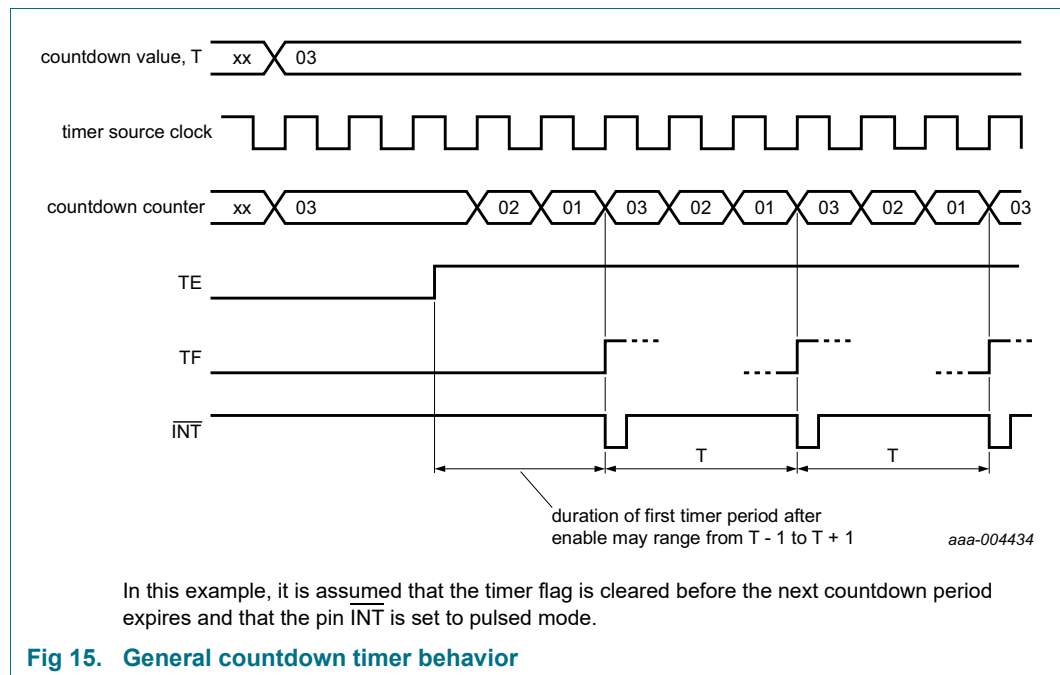 countdown value, T xx 03
timer source clock
countdown counter xx 03 02 01 03 02 01 03 02 01 03
TE
TF
INT
T T
duration of first timer period after
enable may range from T - 1 to T + 1
aaa-004434
In this example, it is assumed that the timer flag is cleared before the next countdown period
expires and that the pin INT is set to pulsed mode.
Fig 15. General countdown timer behavior